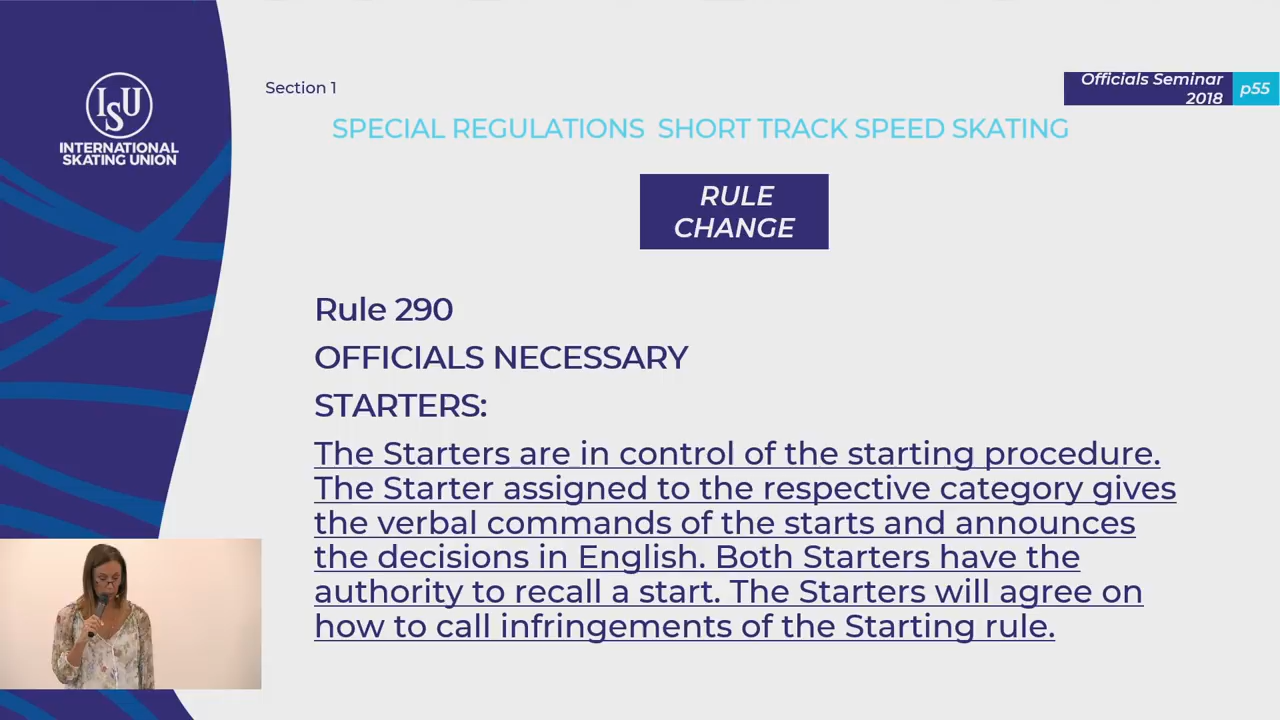 ISU
INTERNATIONAL
SKATING UNION
Section 1
Officials Seminar
2018
p55
SPECIAL REGULATIONS SHORT TRACK SPEED SKATING
RULE
CHANGE
Rule 290
OFFICIALS NECESSARY
STARTERS:
The Starters are in control of the starting procedure.
The Starter assigned to the respective category gives
the verbal commands of the starts and announces
the decisions in English. Both Starters have the
authority to recall a start. The Starters will agree on
how to call infringements of the Starting rule.